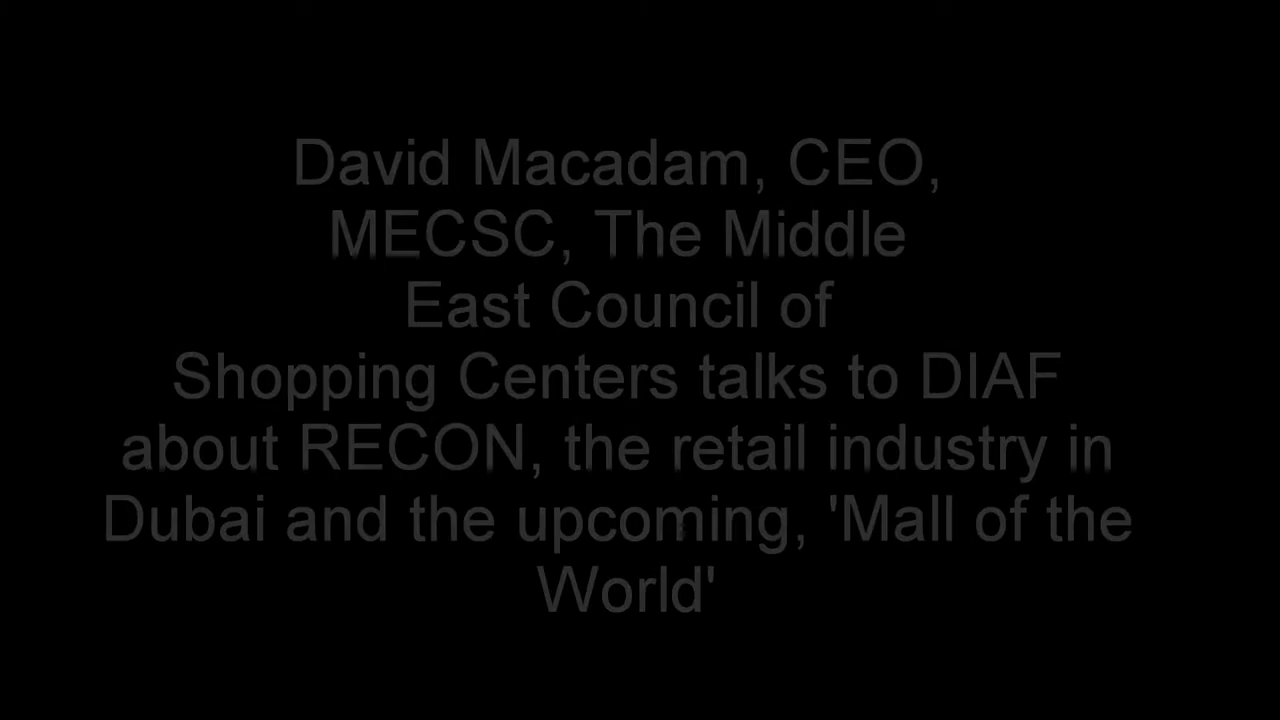 David Macadam, CEO,
MECSC, The Middle
East Council of
Shopping Centers talks to DIAF
about RECON, the retail industry in
Dubai and the upcoming, 'Mall of the
World'